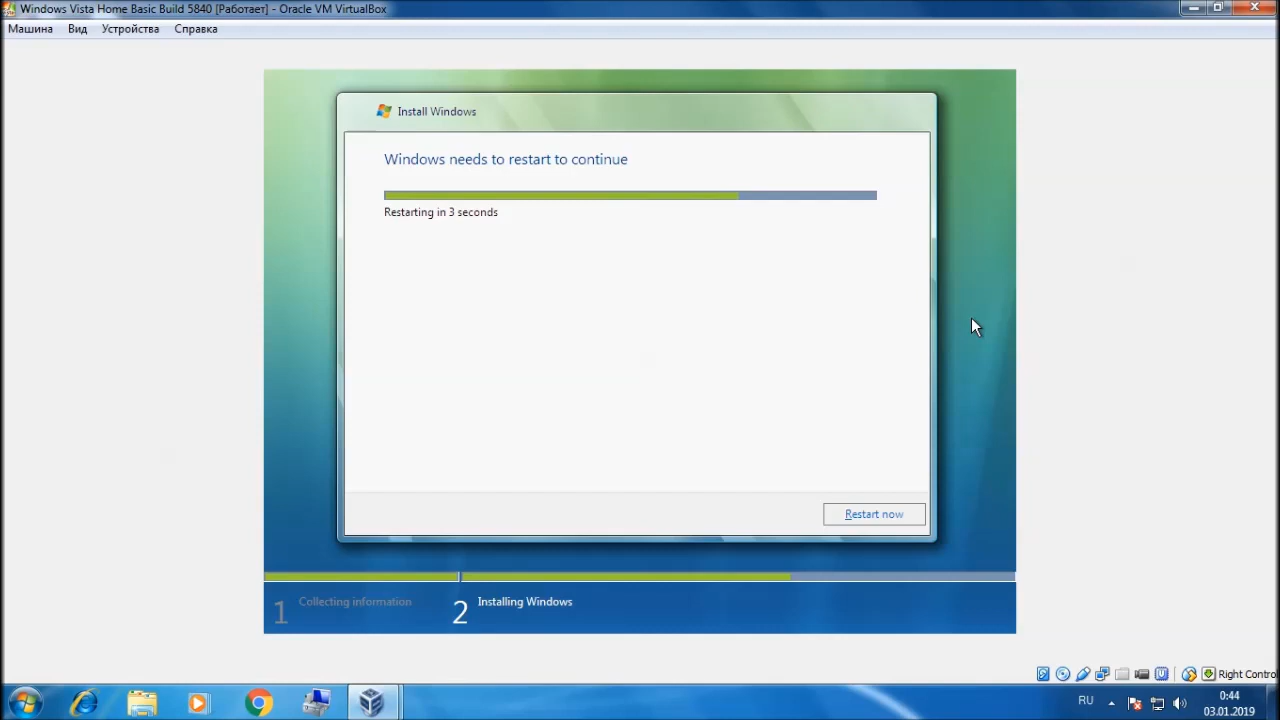 Windows Vista Home Basic Build 5840 [Работает] - Oracle VM VirtualBox
Машина Вид Устройства Справка
Install Windows
Windows needs to restart to continue
Restarting in 3 seconds
Restart now
1 Collecting information
2 Installing Windows
Right Contro
RU
0:44
03.01.2019